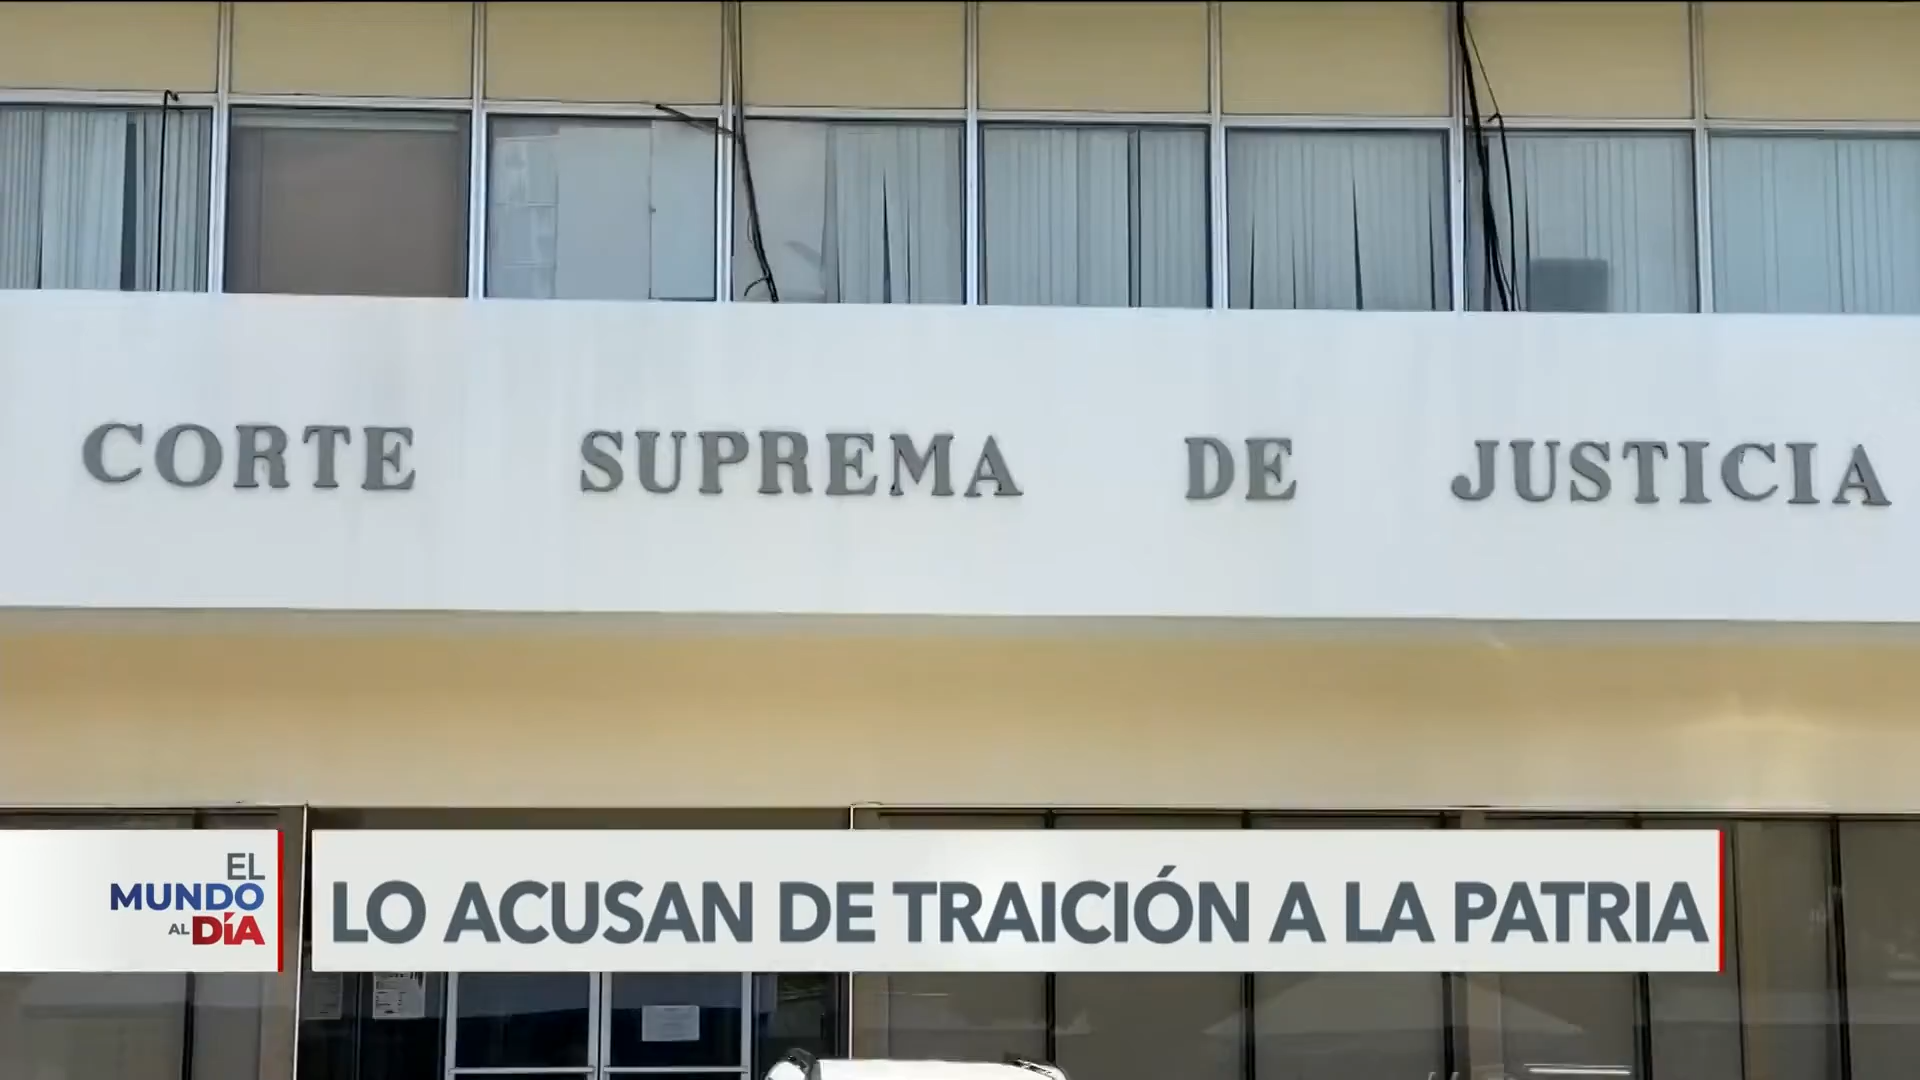 CORTE SUPREMA DE JUSTICIA
EL
MUNDO
AL DÍA
LO ACUSAN DE TRAICIÓN A LA PATRIA